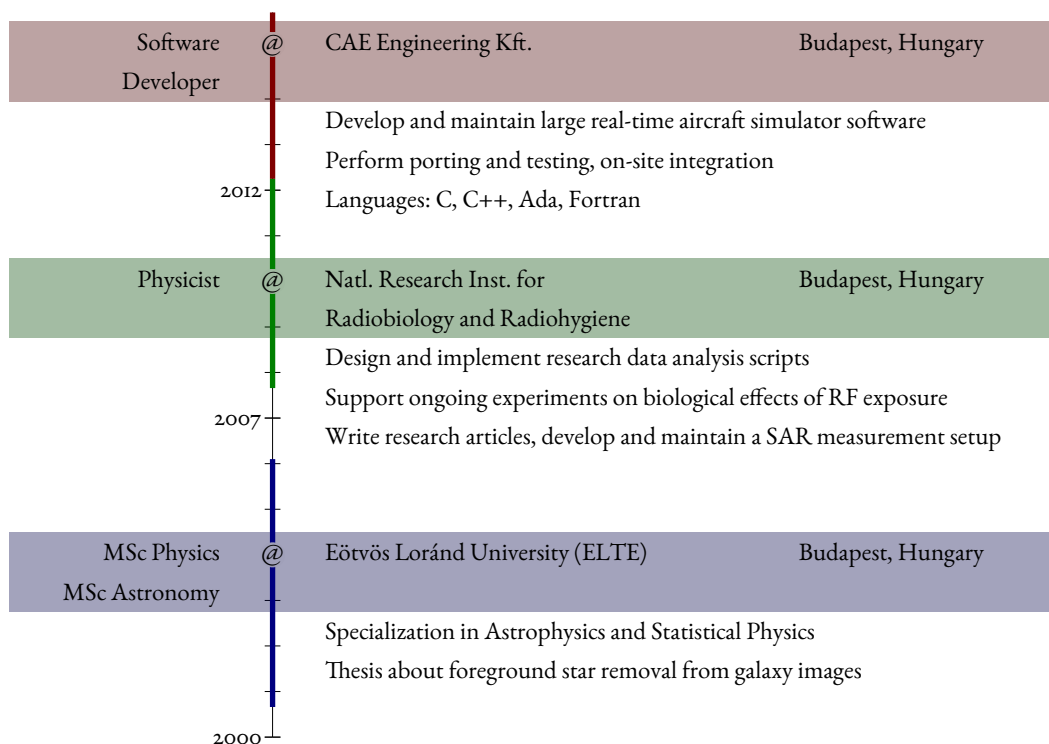 Software @ CAE Engineering Kft. Budapest, Hungary
Developer
Develop and maintain large real-time aircraft simulator software
Perform porting and testing, on-site integration
2012
Languages: C, C++, Ada, Fortran
Physicist @ Natl. Research Inst. for Budapest, Hungary
Radiobiology and Radiohygiene
Design and implement research data analysis scripts
Support ongoing experiments on biological effects of RF exposure
2007
Write research articles, develop and maintain a SAR measurement setup
MSc Physics @ Eötvös Loránd University (ELTE) Budapest, Hungary
MSc Astronomy
Specialization in Astrophysics and Statistical Physics
Thesis about foreground star removal from galaxy images
2000